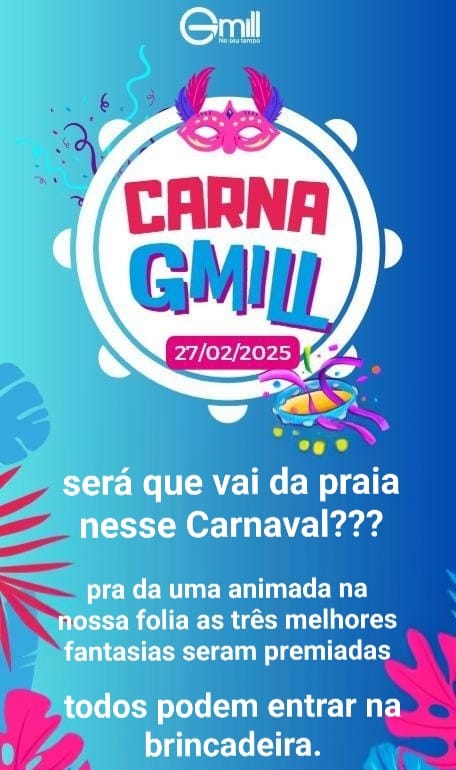 Gmill
No seu tempo
CARNA
GMILL
27/02/2025
será que vai da praia
nesse Carnaval???
pra da uma animada na
nossa folia as três melhores
fantasias seram premiadas
todos podem entrar na
brincadeira.